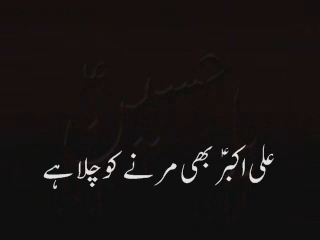 علی اکبرؑ بھی مرنے کو چلا ہے